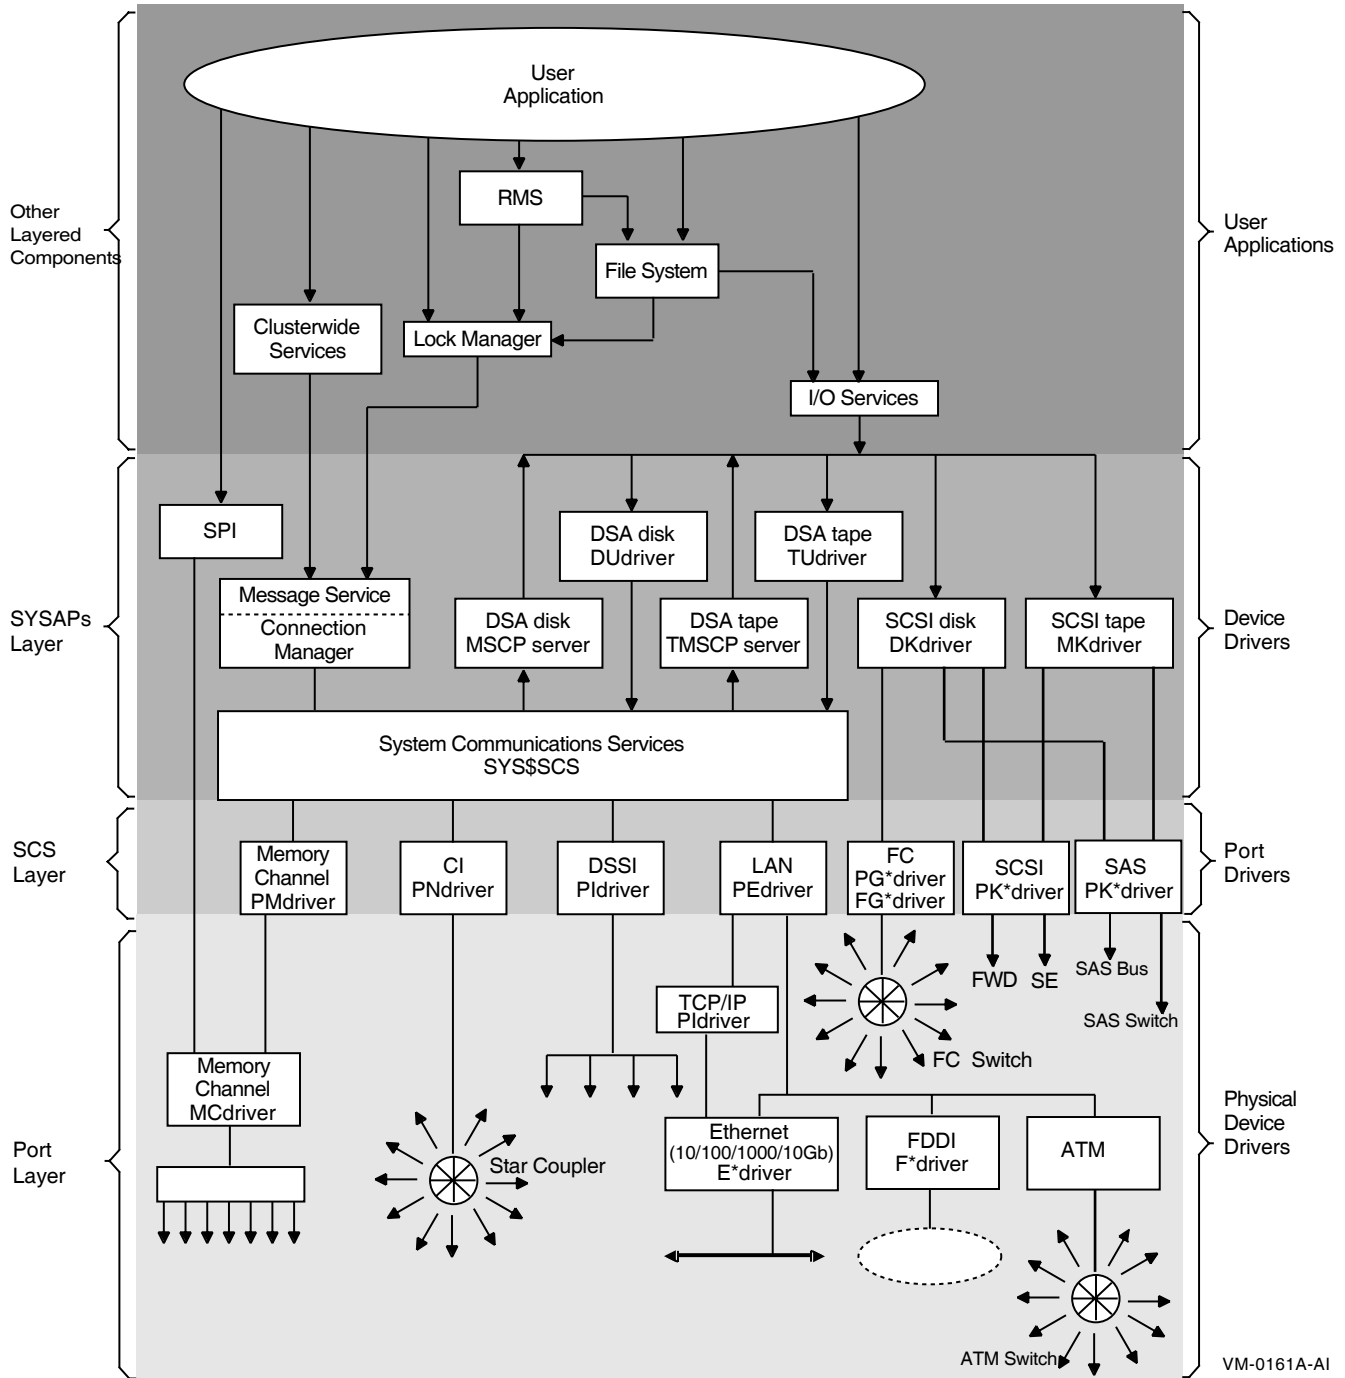 User
Application
RMS
Other
Layered
Components
User
Applications
File System
Clusterwide
Services
Lock Manager
I/O Services
SPI
DSA disk
DUdriver
DSA tape
TUdriver
Message Service
Connection
Manager
SYSAPs
Layer
DSA disk
MSCP server
DSA tape
TMSCP server
SCSI disk
DKdriver
SCSI tape
MKdriver
Device
Drivers
System Communications Services
SYS$SCS
SCS
Layer
Memory
Channel
PMdriver
CI
PNdriver
DSSI
PIdriver
LAN
PEdriver
FC
PG*driver
FG*driver
SCSI
PK*driver
SAS
PK*driver
Port
Drivers
FWD
SE
SAS Bus
TCP/IP
PIdriver
SAS Switch
FC Switch
Memory
Channel
MCdriver
Port
Layer
Star Coupler
Ethernet
(10/100/1000/10Gb)
E*driver
FDDI
F*driver
ATM
Physical
Device
Drivers
ATM Switch
VM-0161A-AI